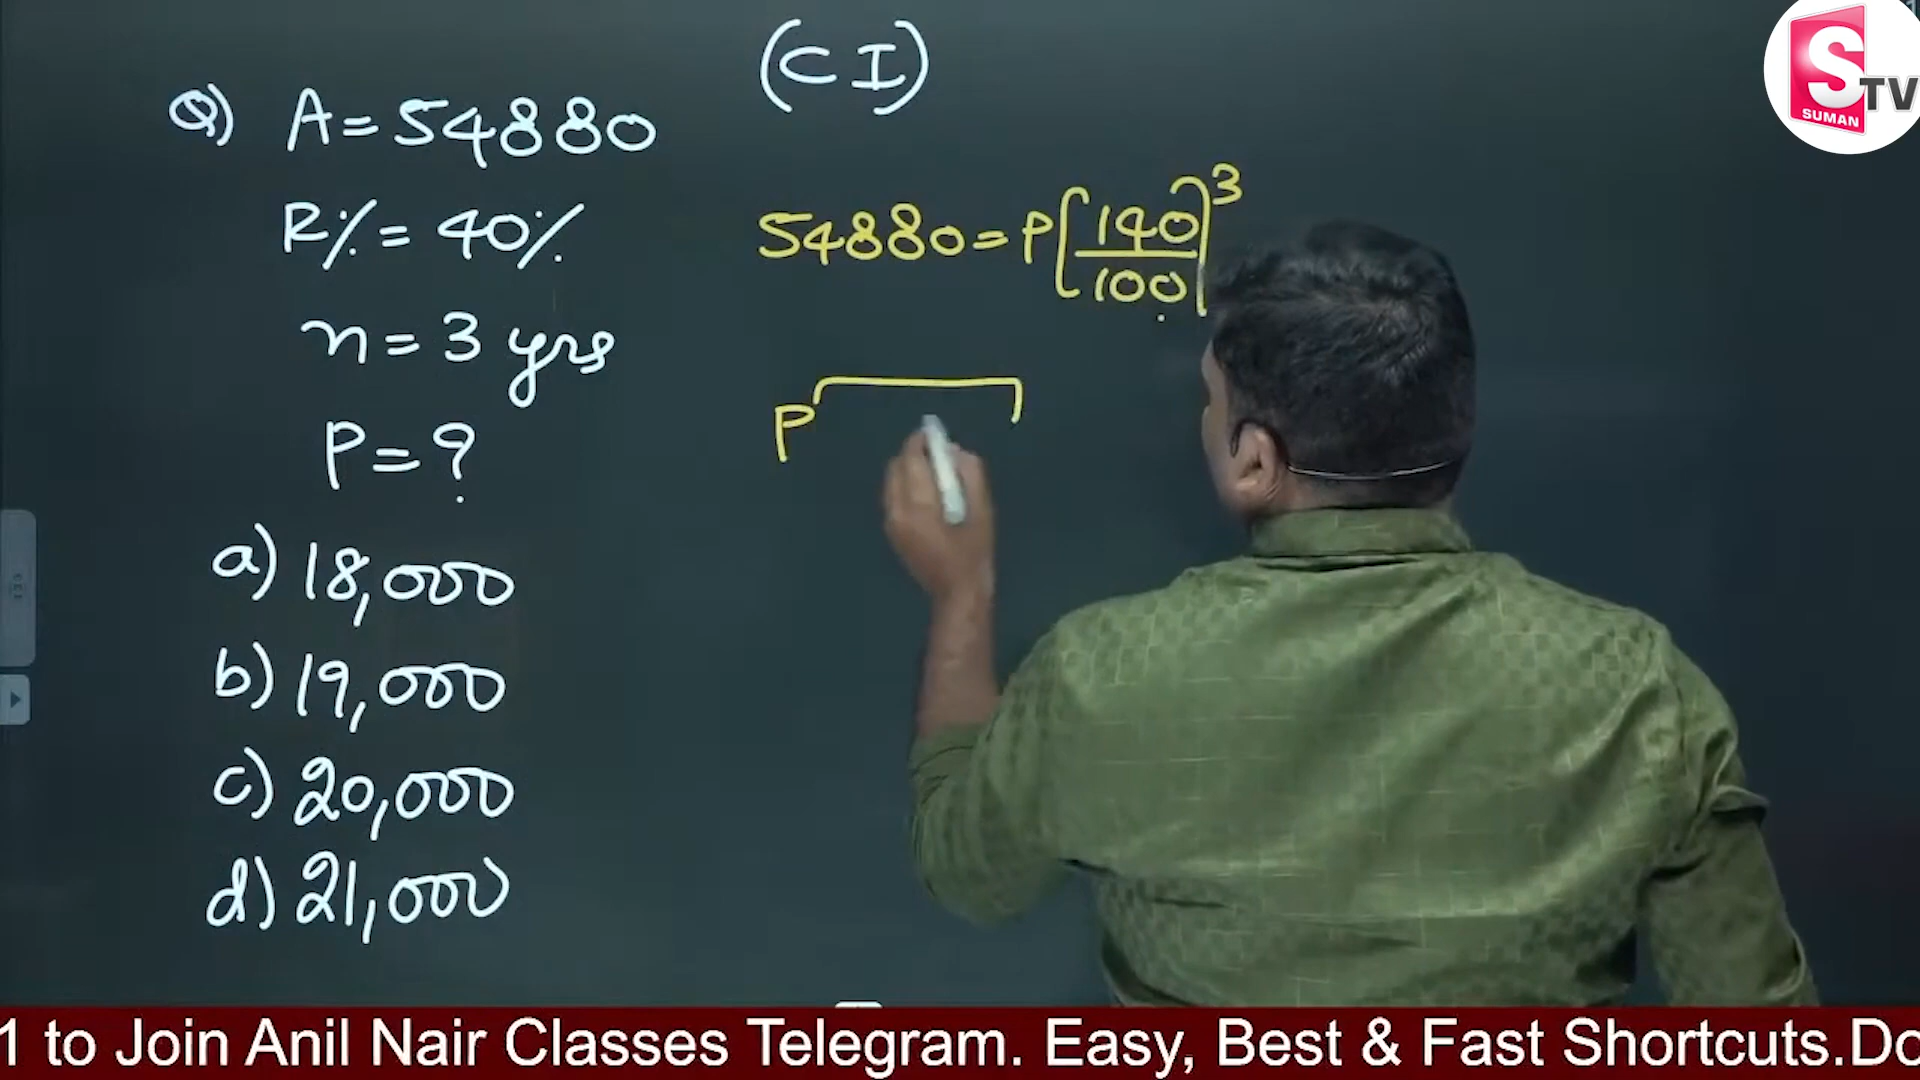 (CI)
Q) A=54880
R%=40%
n=3 yrs
P=?
a) 18,000
b) 19,000
c) 20,000
d) 21,000
54880=P[140/100]³
P
S TV
SUMAN
1 to Join Anil Nair Classes Telegram. Easy, Best & Fast Shortcuts.Do